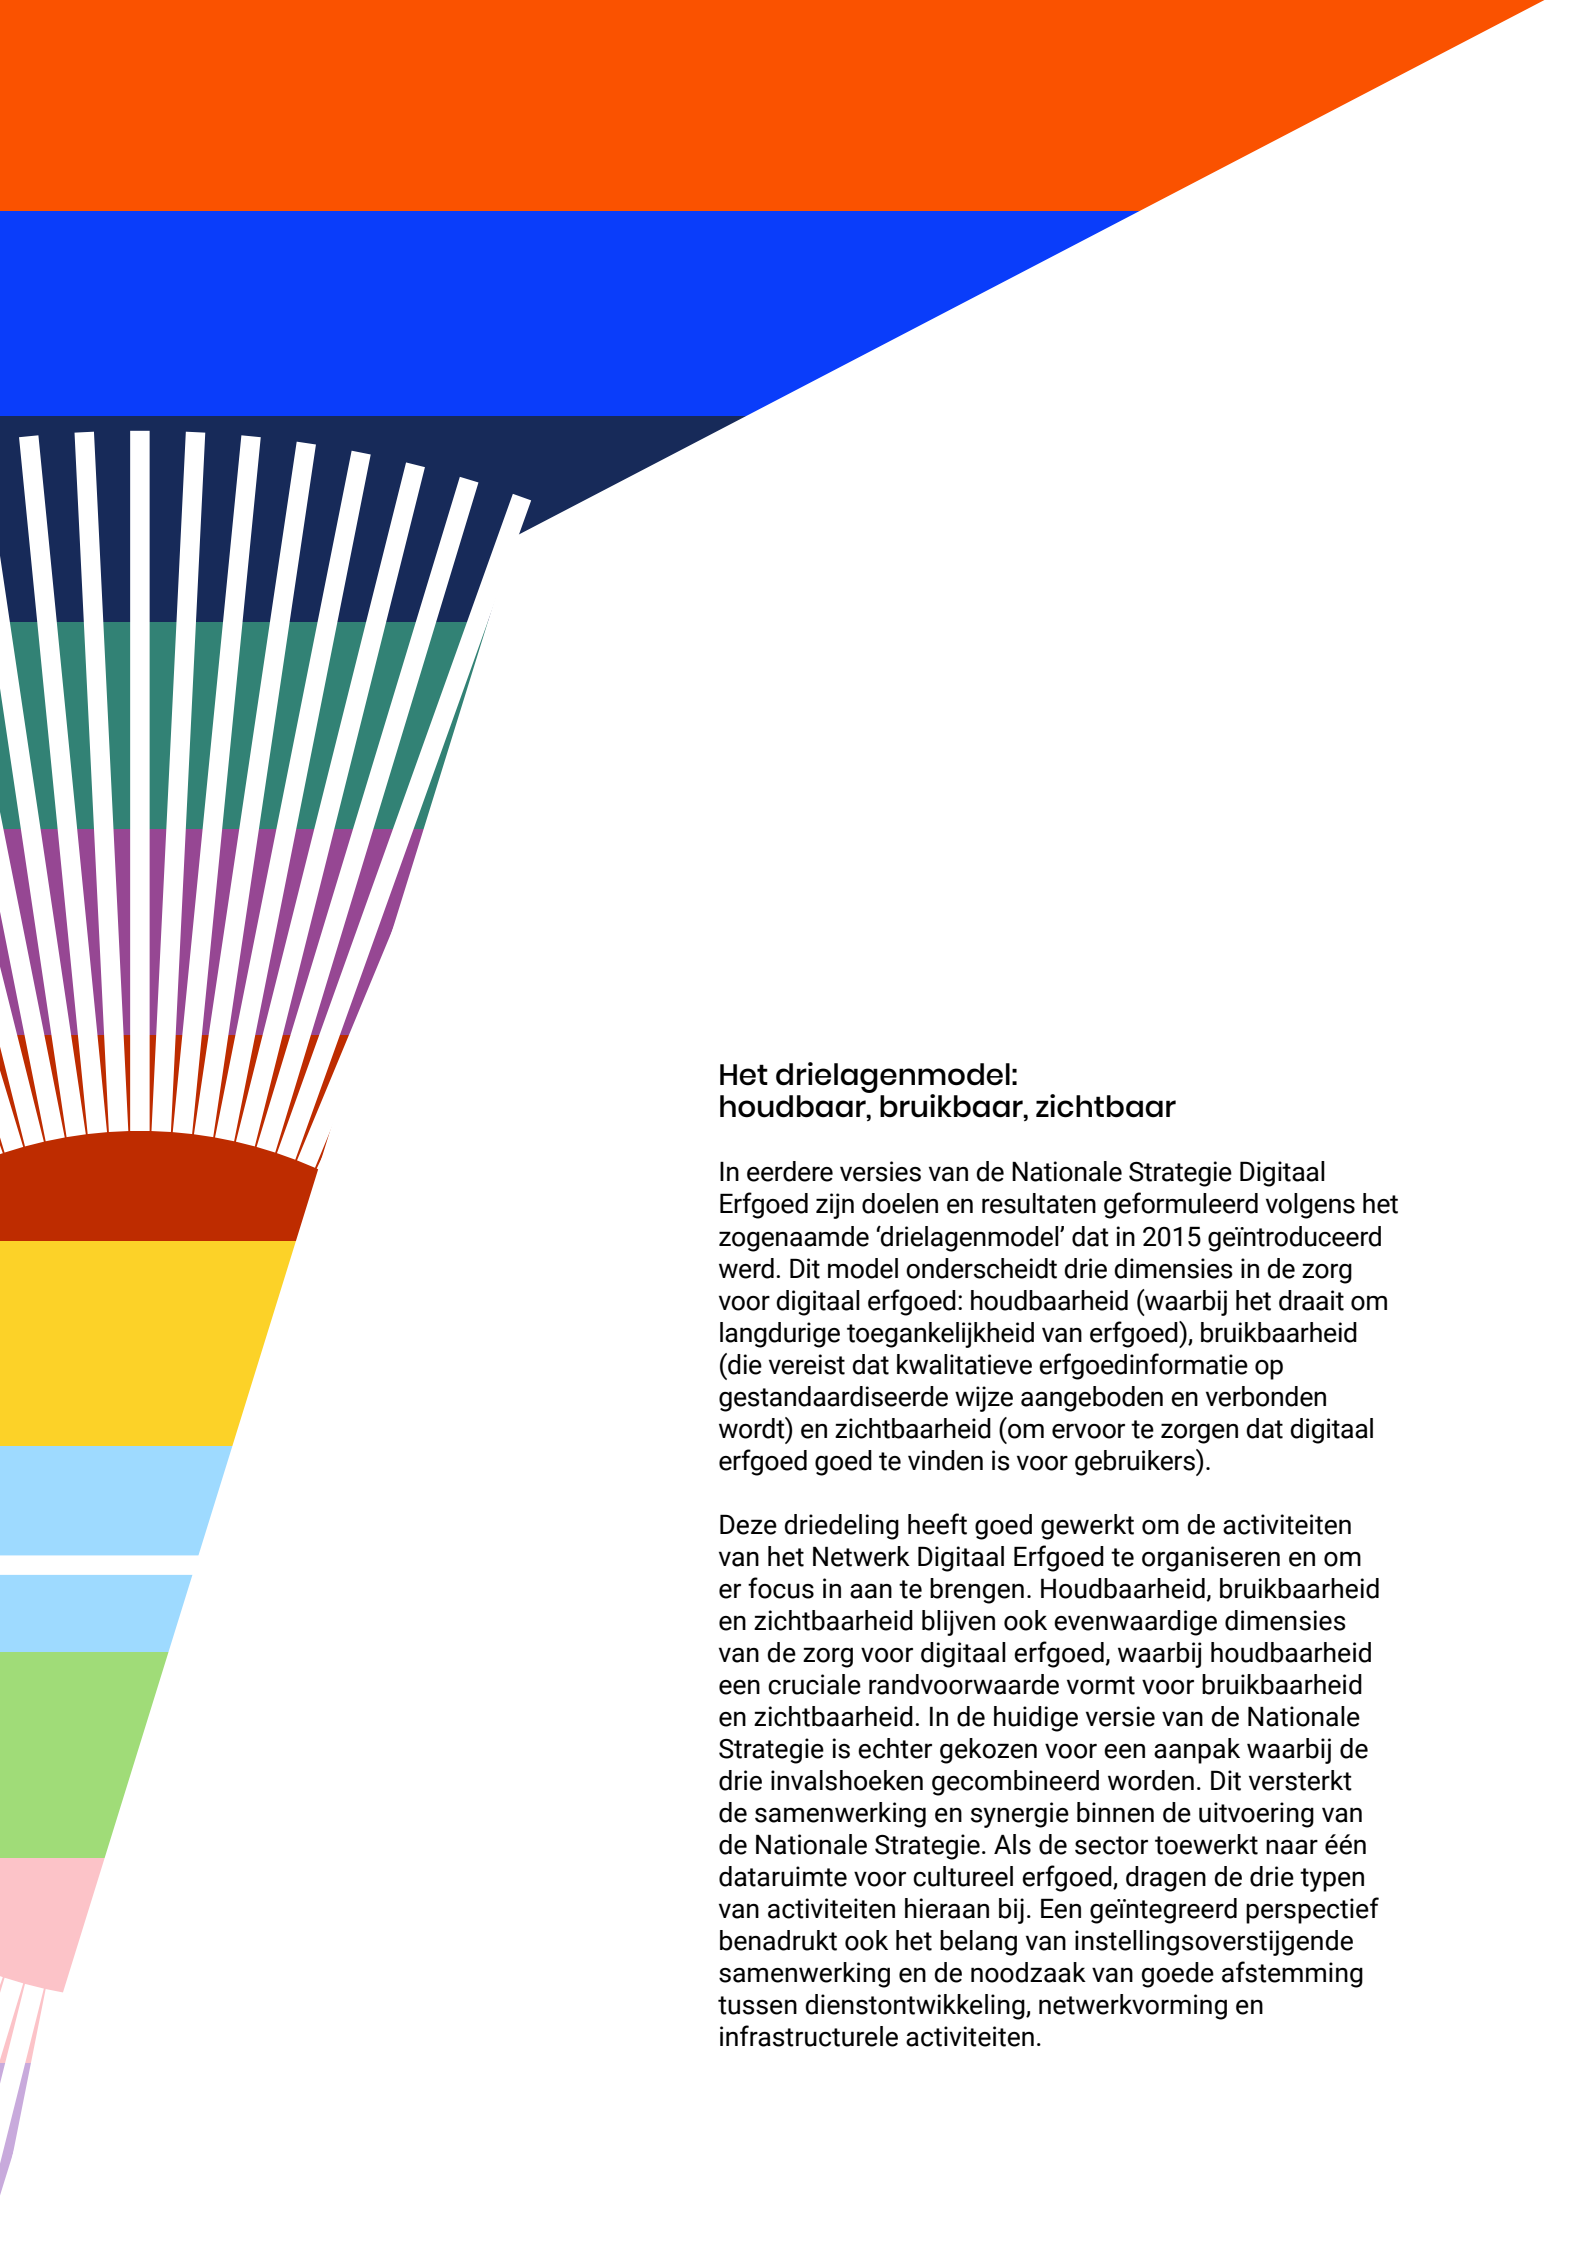 Het drielagenmodel:
houdbaar, bruikbaar, zichtbaar
In eerdere versies van de Nationale Strategie Digitaal
Erfgoed zijn doelen en resultaten geformuleerd volgens het
zogenaamde ‘drielagenmodel’ dat in 2015 geïntroduceerd
werd. Dit model onderscheidt drie dimensies in de zorg
voor digitaal erfgoed: houdbaarheid (waarbij het draait om
langdurige toegankelijkheid van erfgoed), bruikbaarheid
(die vereist dat kwalitatieve erfgoedinformatie op
gestandaardiseerde wijze aangeboden en verbonden
wordt) en zichtbaarheid (om ervoor te zorgen dat digitaal
erfgoed goed te vinden is voor gebruikers).
Deze driedeling heeft goed gewerkt om de activiteiten
van het Netwerk Digitaal Erfgoed te organiseren en om
er focus in aan te brengen. Houdbaarheid, bruikbaarheid
en zichtbaarheid blijven ook evenwaardige dimensies
van de zorg voor digitaal erfgoed, waarbij houdbaarheid
een cruciale randvoorwaarde vormt voor bruikbaarheid
en zichtbaarheid. In de huidige versie van de Nationale
Strategie is echter gekozen voor een aanpak waarbij de
drie invalshoeken gecombineerd worden. Dit versterkt
de samenwerking en synergie binnen de uitvoering van
de Nationale Strategie. Als de sector toewerkt naar één
dataruimte voor cultureel erfgoed, dragen de drie typen
van activiteiten hieraan bij. Een geïntegreerd perspectief
benadrukt ook het belang van instellingsoverstijgende
samenwerking en de noodzaak van goede afstemming
tussen dienstontwikkeling, netwerkvorming en
infrastructurele activiteiten.